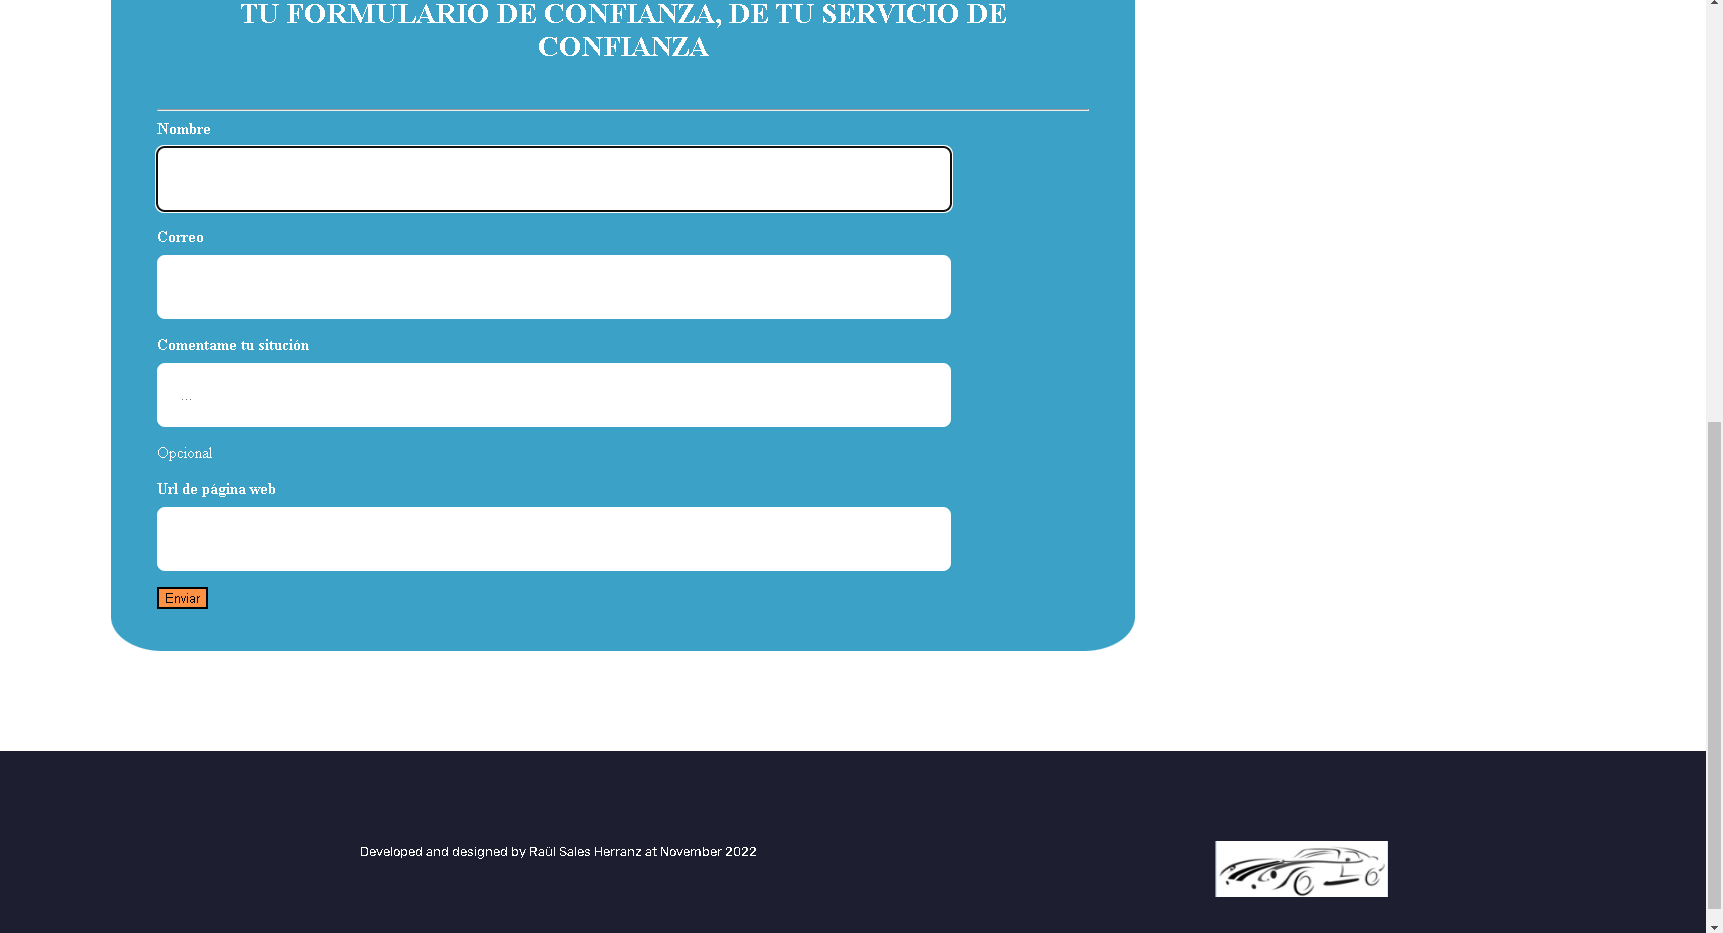 TU FORMULARIO DE CONFIANZA, DE TU SERVICIO DE
CONFIANZA
Nombre
Correo
Comentame tu situción
...
Opcional
Url de página web
Enviar
Developed and designed by Raül Sales Herranz at November 2022